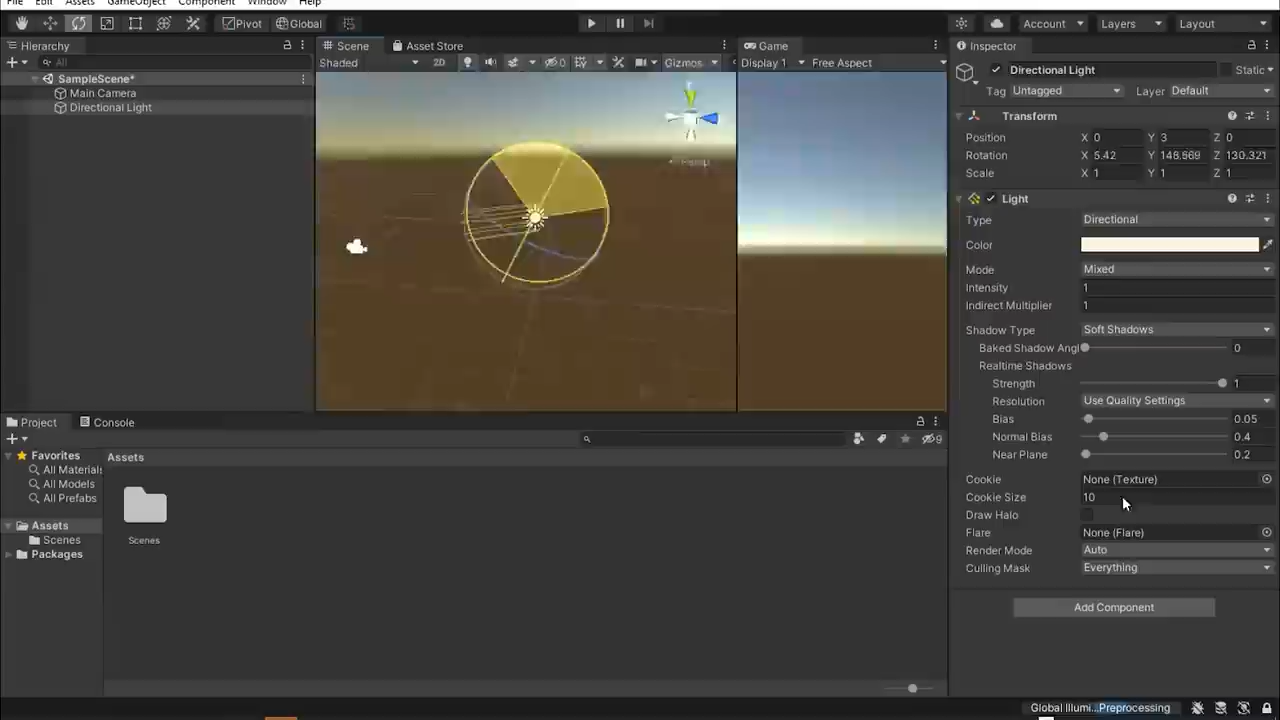 File Edit Assets GameObject Component Window Help
Pivot Global Account Layers Layout
Hierarchy
All
SampleScene*
Main Camera
Directional Light
Scene Asset Store
Shaded 2D 0 Gizmos
Persp
Game
Display 1 Free Aspect
Inspector
Directional Light Static
Tag Untagged Layer Default
Transform
Position X 0 Y 3 Z 0
Rotation X 5.42 Y 148.669 Z 130.321
Scale X 1 Y 1 Z 1
Light
Type Directional
Color
Mode Mixed
Intensity 1
Indirect Multiplier 1
Shadow Type Soft Shadows
Baked Shadow Angl 0
Realtime Shadows
Strength 1
Resolution Use Quality Settings
Bias 0.05
Normal Bias 0.4
Near Plane 0.2
Cookie None (Texture)
Cookie Size 10
Draw Halo
Flare None (Flare)
Render Mode Auto
Culling Mask Everything
Add Component
Project Console
9
Favorites
All Materials
All Models
All Prefabs
Assets
Scenes
Packages
Assets
Scenes
Global Illumi...Preprocessing